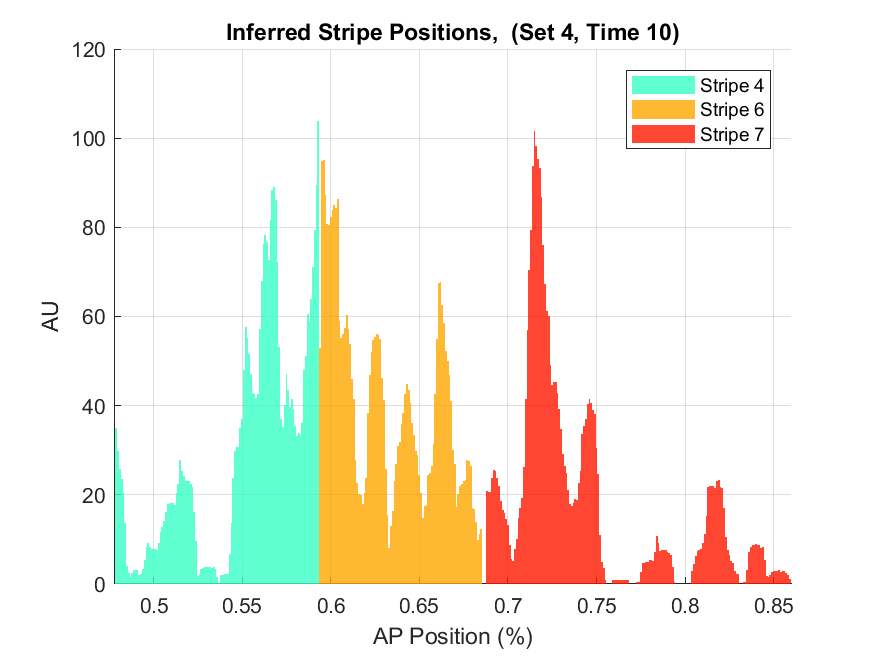 Inferred Stripe Positions,  (Set 4, Time 10)
120
100
80
60
40
20
0
AU
Stripe 4
Stripe 6
Stripe 7
0.5
0.55
0.6
0.65
0.7
0.75
0.8
0.85
AP Position (%)